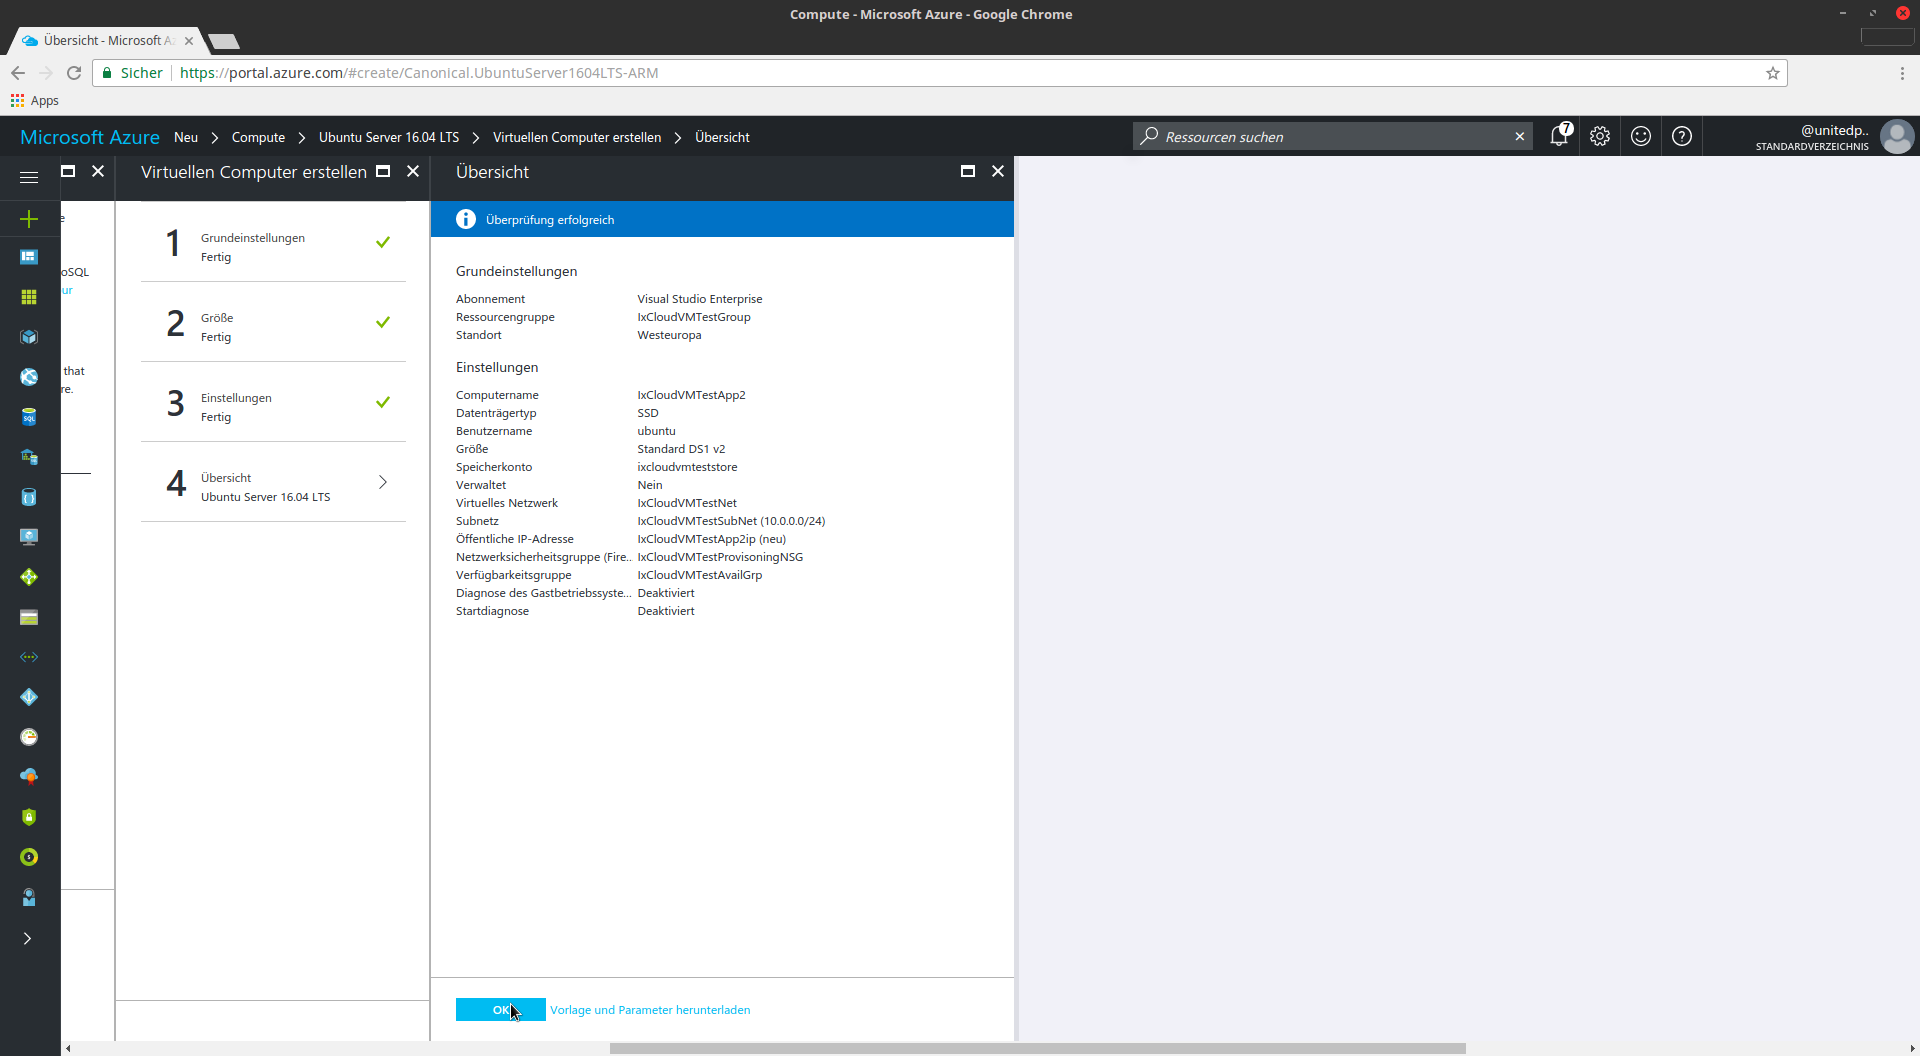 Compute - Microsoft Azure - Google Chrome
Übersicht - Microsoft A
Sicher https://portal.azure.com/#create/Canonical.UbuntuServer1604LTS-ARM
Apps
Microsoft Azure Neu Compute Ubuntu Server 16.04 LTS Virtuellen Computer erstellen Übersicht
Ressourcen suchen
7
@unitedp..
STANDARDVERZEICHNIS
e
oSQL
ur
that
re.
SQL
Virtuellen Computer erstellen
1 Grundeinstellungen
Fertig
2 Größe
Fertig
3 Einstellungen
Fertig
4 Übersicht
Ubuntu Server 16.04 LTS
Übersicht
Überprüfung erfolgreich
Grundeinstellungen
Abonnement Visual Studio Enterprise
Ressourcengruppe IxCloudVMTestGroup
Standort Westeuropa
Einstellungen
Computername IxCloudVMTestApp2
Datenträgertyp SSD
Benutzername ubuntu
Größe Standard DS1 v2
Speicherkonto ixcloudvmteststore
Verwaltet Nein
Virtuelles Netzwerk IxCloudVMTestNet
Subnetz IxCloudVMTestSubNet (10.0.0.0/24)
Öffentliche IP-Adresse IxCloudVMTestApp2ip (neu)
Netzwerksicherheitsgruppe (Fire... IxCloudVMTestProvisoningNSG
Verfügbarkeitsgruppe IxCloudVMTestAvailGrp
Diagnose des Gastbetriebssyste... Deaktiviert
Startdiagnose Deaktiviert
OK Vorlage und Parameter herunterladen